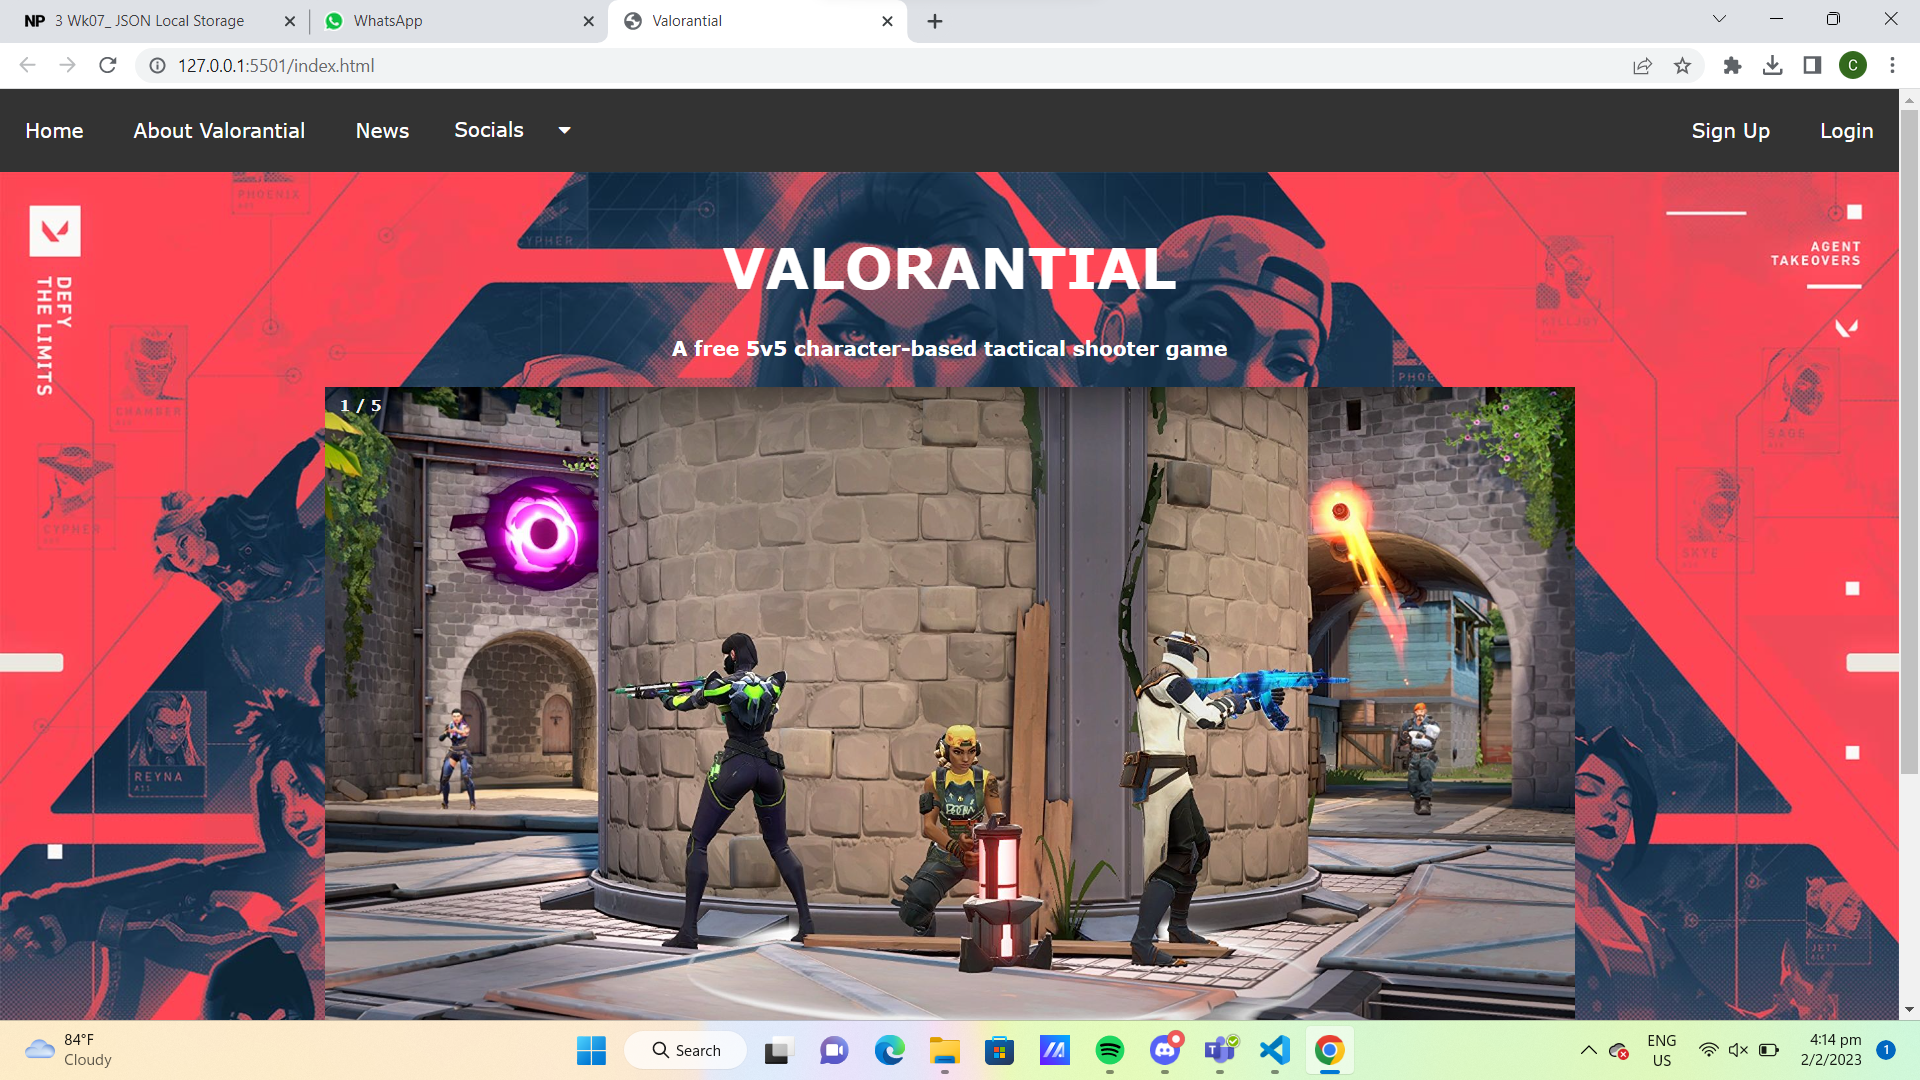 NP 3 Wk07_ JSON Local Storage
WhatsApp
Valorantial
127.0.0.1:5501/index.html
C
Home
About Valorantial
News
Socials
Sign Up
Login
PHOENIX
CYPHER
DEFY
THE LIMITS
AGENT
TAKEOVERS
VALORANTIAL
A free 5v5 character-based tactical shooter game
KILLJOY
CHAMBER
SAGE
CYPHER
SKYE
REYNA
A11
JETT
1 / 5
84°F
Cloudy
Search
ENG
US
4:14 pm
2/2/2023
1